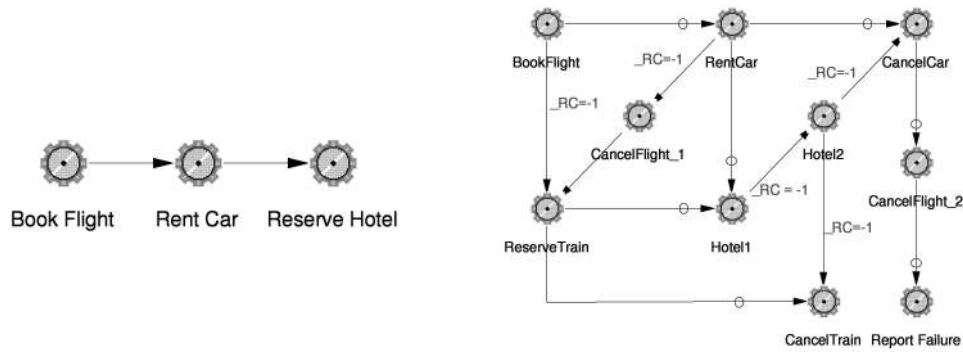 BookFlight
RentCar
CancelCar
_RC=-1
_RC=-1
_RC=-1
CancelFlight_1
Hotel2
Book Flight
Rent Car
Reserve Hotel
_RC = -1
CancelFlight_2
ReserveTrain
Hotel1
_RC=-1
CancelTrain
Report Failure